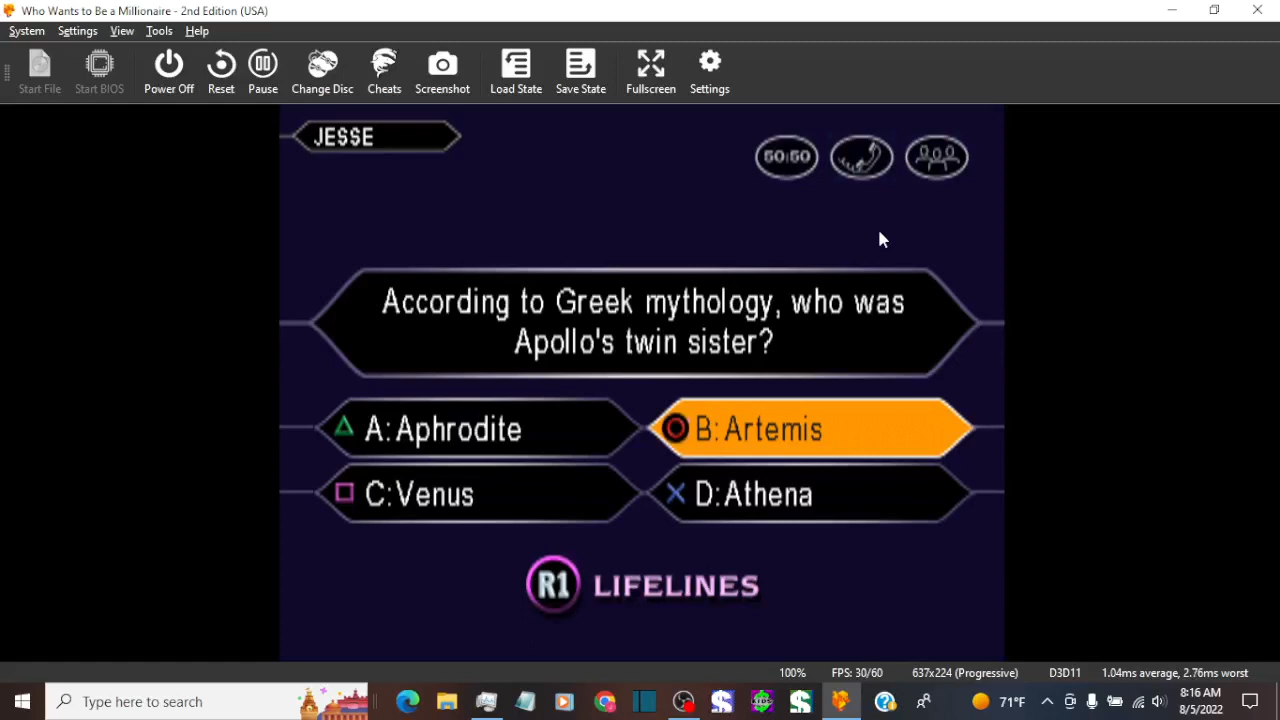 Who Wants to Be a Millionaire - 2nd Edition (USA)
System Settings View Tools Help
Start File Start BIOS Power Off Reset Pause Change Disc Cheats Screenshot Load State Save State Fullscreen Settings
JESSE
50:50
According to Greek mythology, who was
Apollo's twin sister?
A: Aphrodite
B: Artemis
C: Venus
D: Athena
R1 LIFELINES
100% FPS: 30/60 637x224 (Progressive) D3D11 1.04ms average, 2.76ms worst
Type here to search
KIDS
71°F
8:16 AM
8/5/2022